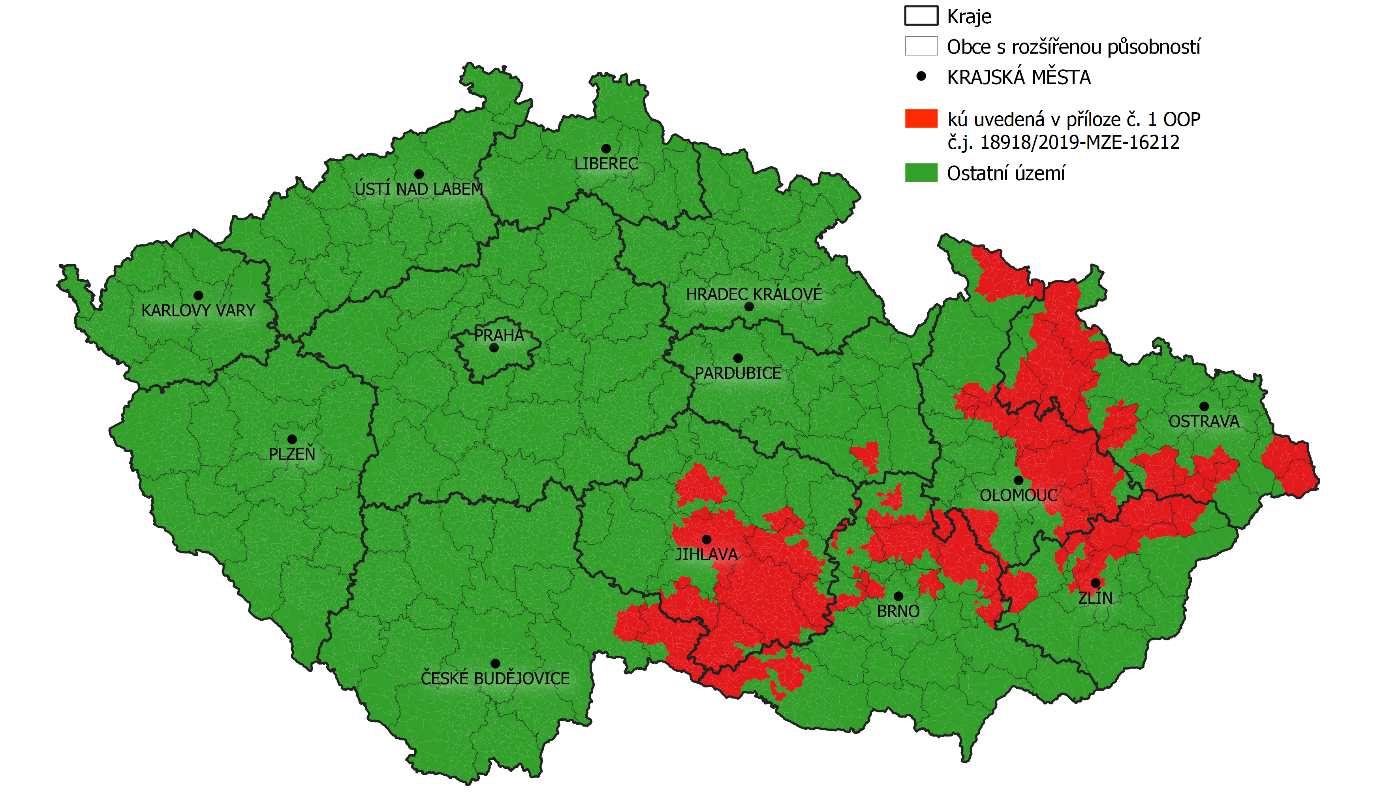 Kraje
Obce s rozšířenou působností
KRAJSKÁ MĚSTA
kú uvedená v příloze č. 1 OOP
č.j. 18918/2019-MZE-16212
Ostatní území
LIBEREC
ÚSTÍ NAD LABEM
HRADEC KRÁLOVÉ
KARLOVY VARY
PRAHA
PARDUBICE
OSTRAVA
PLZEŇ
OLOMOUC
JIHLAVA
ZLÍN
BRNO
ČESKÉ BUDĚJOVICE